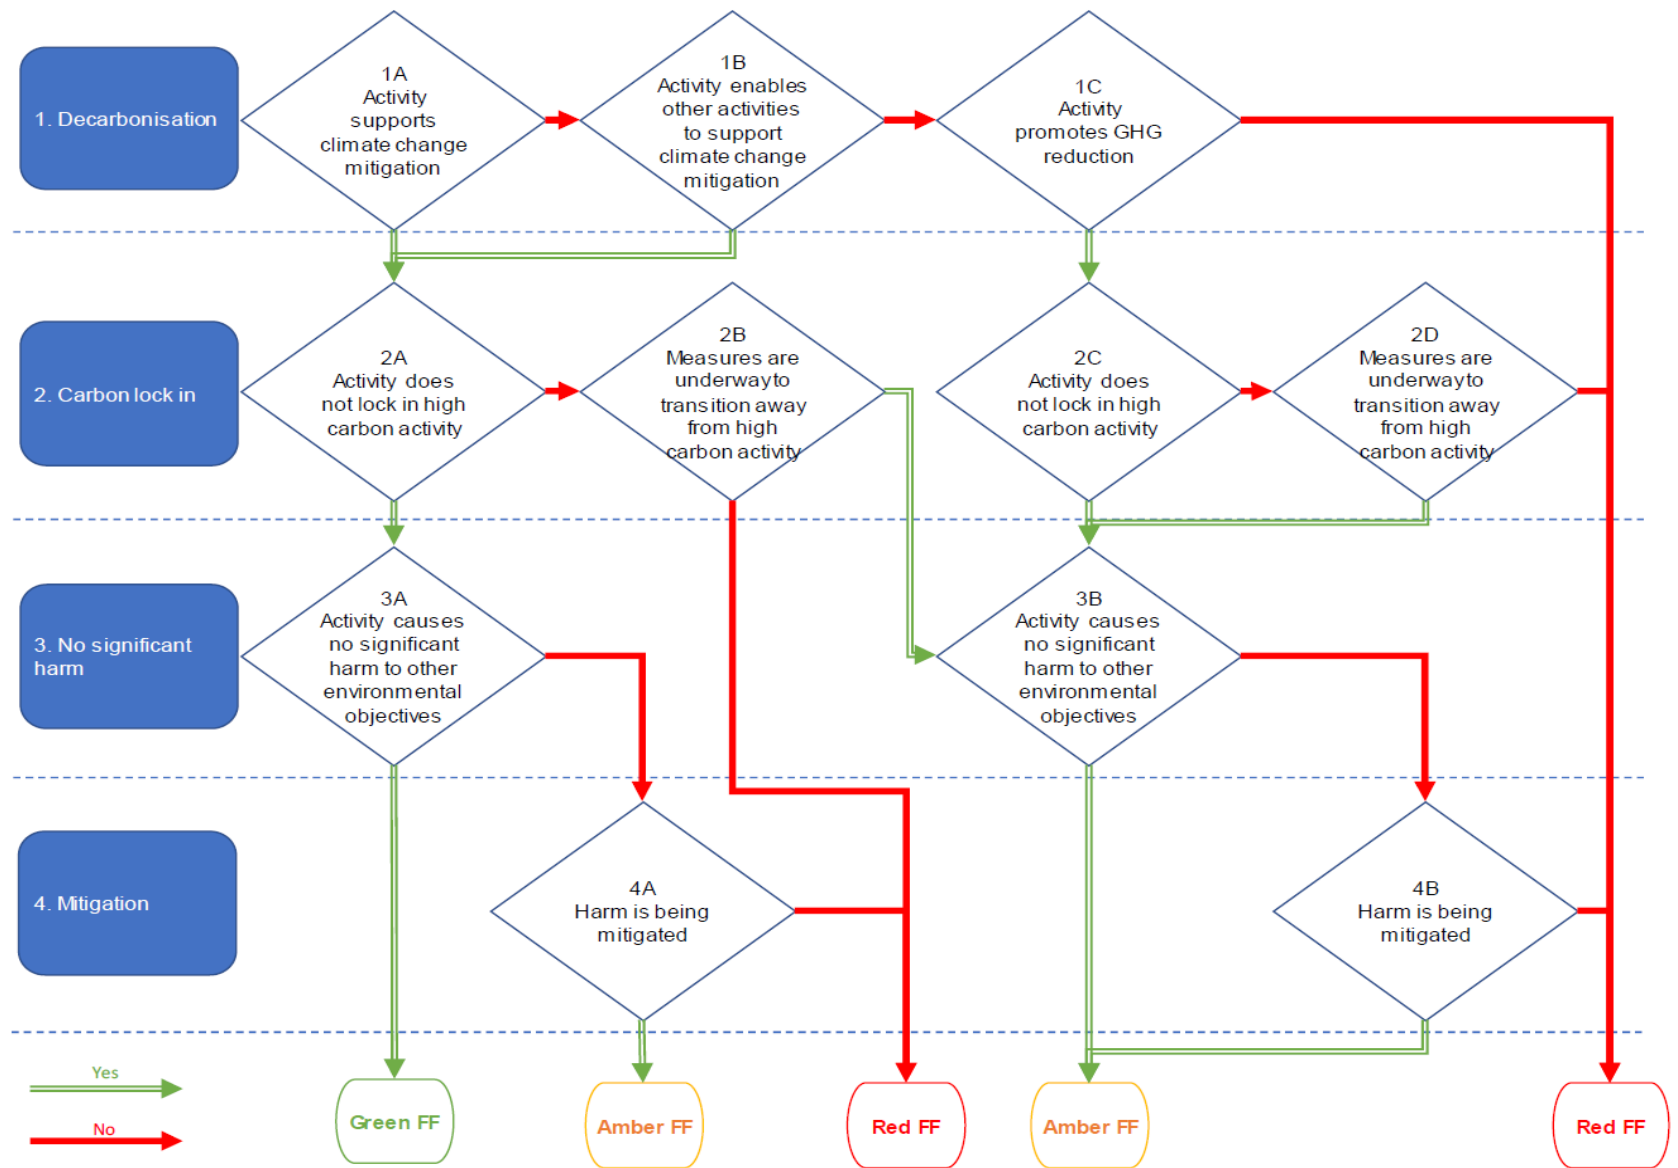 1. Decarbonisation
1A
Activity
supports
climate change
mitigation
1B
Activity enables
other activities
to support
climate change
mitigation
1C
Activity
promotes GHG
reduction
2. Carbon lock in
2A
Activity does
not lock in high
carbon activity
2B
Measures are
underway to
transition away
from high
carbon activity
2C
Activity does
not lock in high
carbon activity
2D
Measures are
underway to
transition away
from high
carbon activity
3. No significant
harm
3A
Activity causes
no significant
harm to other
environmental
objectives
3B
Activity causes
no significant
harm to other
environmental
objectives
4. Mitigation
4A
Harm is being
mitigated
4B
Harm is being
mitigated
Yes
No
Green FF
Amber FF
Red FF
Amber FF
Red FF